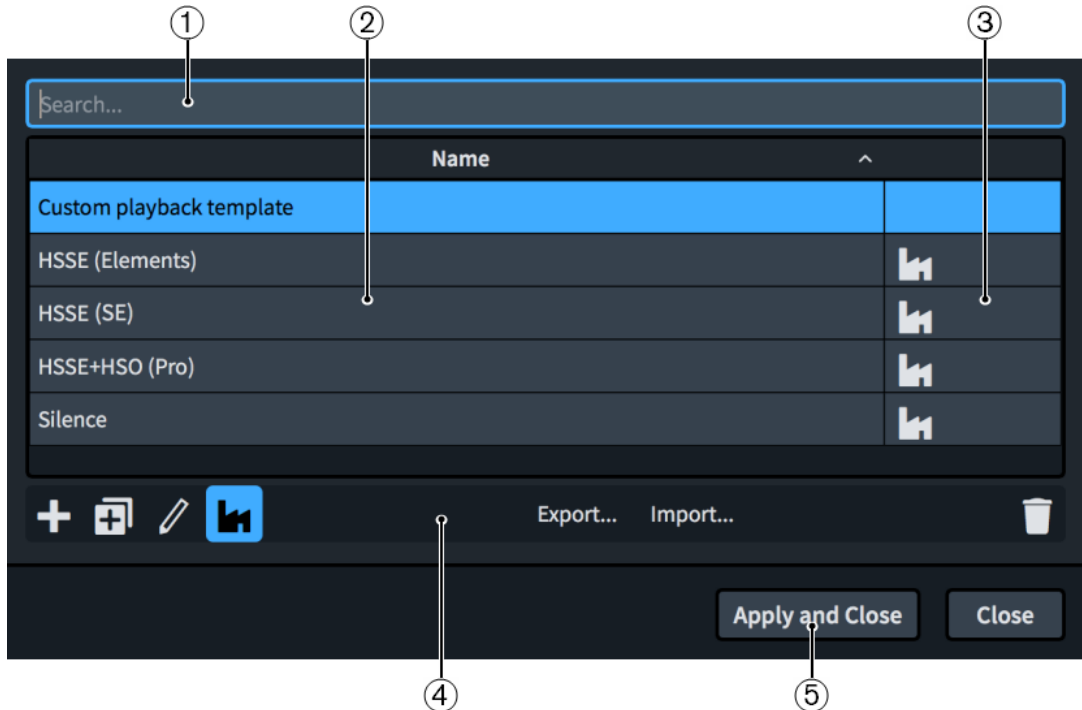 ① ② ③
Search...
Name
Custom playback template
HSSE (Elements)
HSSE (SE)
HSSE+HSO (Pro)
Silence
Export... Import...
Apply and Close Close
④ ⑤